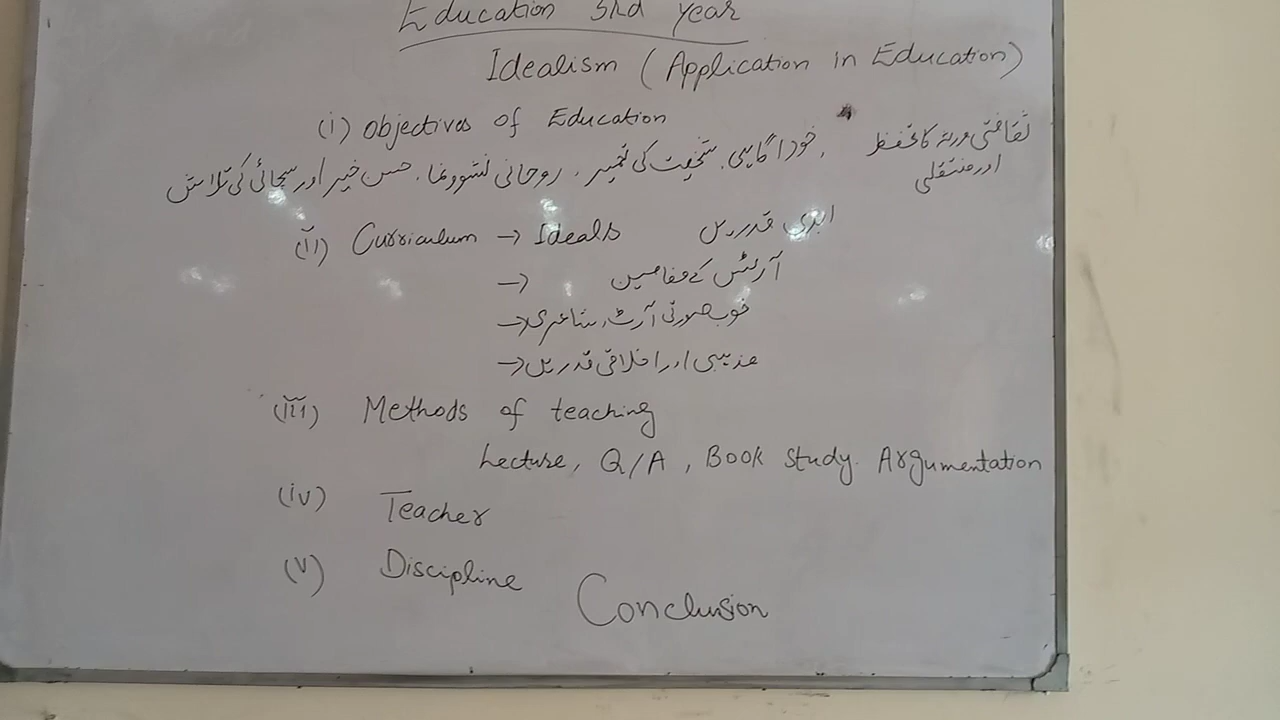 Education 3rd year
Idealism (Application in Education)
(i) Objectives of Education
ثقافتی ورثہ کا تحفظ اور منتقلی
خود آگاہی، شخصیت کی تعمیر، روحانی نشوونما، حسن خیر اور سچائی کی تلاش
(ii) Curriculum → Ideals ابدی قدریں
→ آرٹس کے مضامین
→ خوبصورتی آرٹ، شاعری
→ مذہبی اور اخلاقی قدریں
(iii) Methods of teaching
Lecture, Q/A, Book Study. Argumentation
(iv) Teacher
(v) Discipline
Conclusion